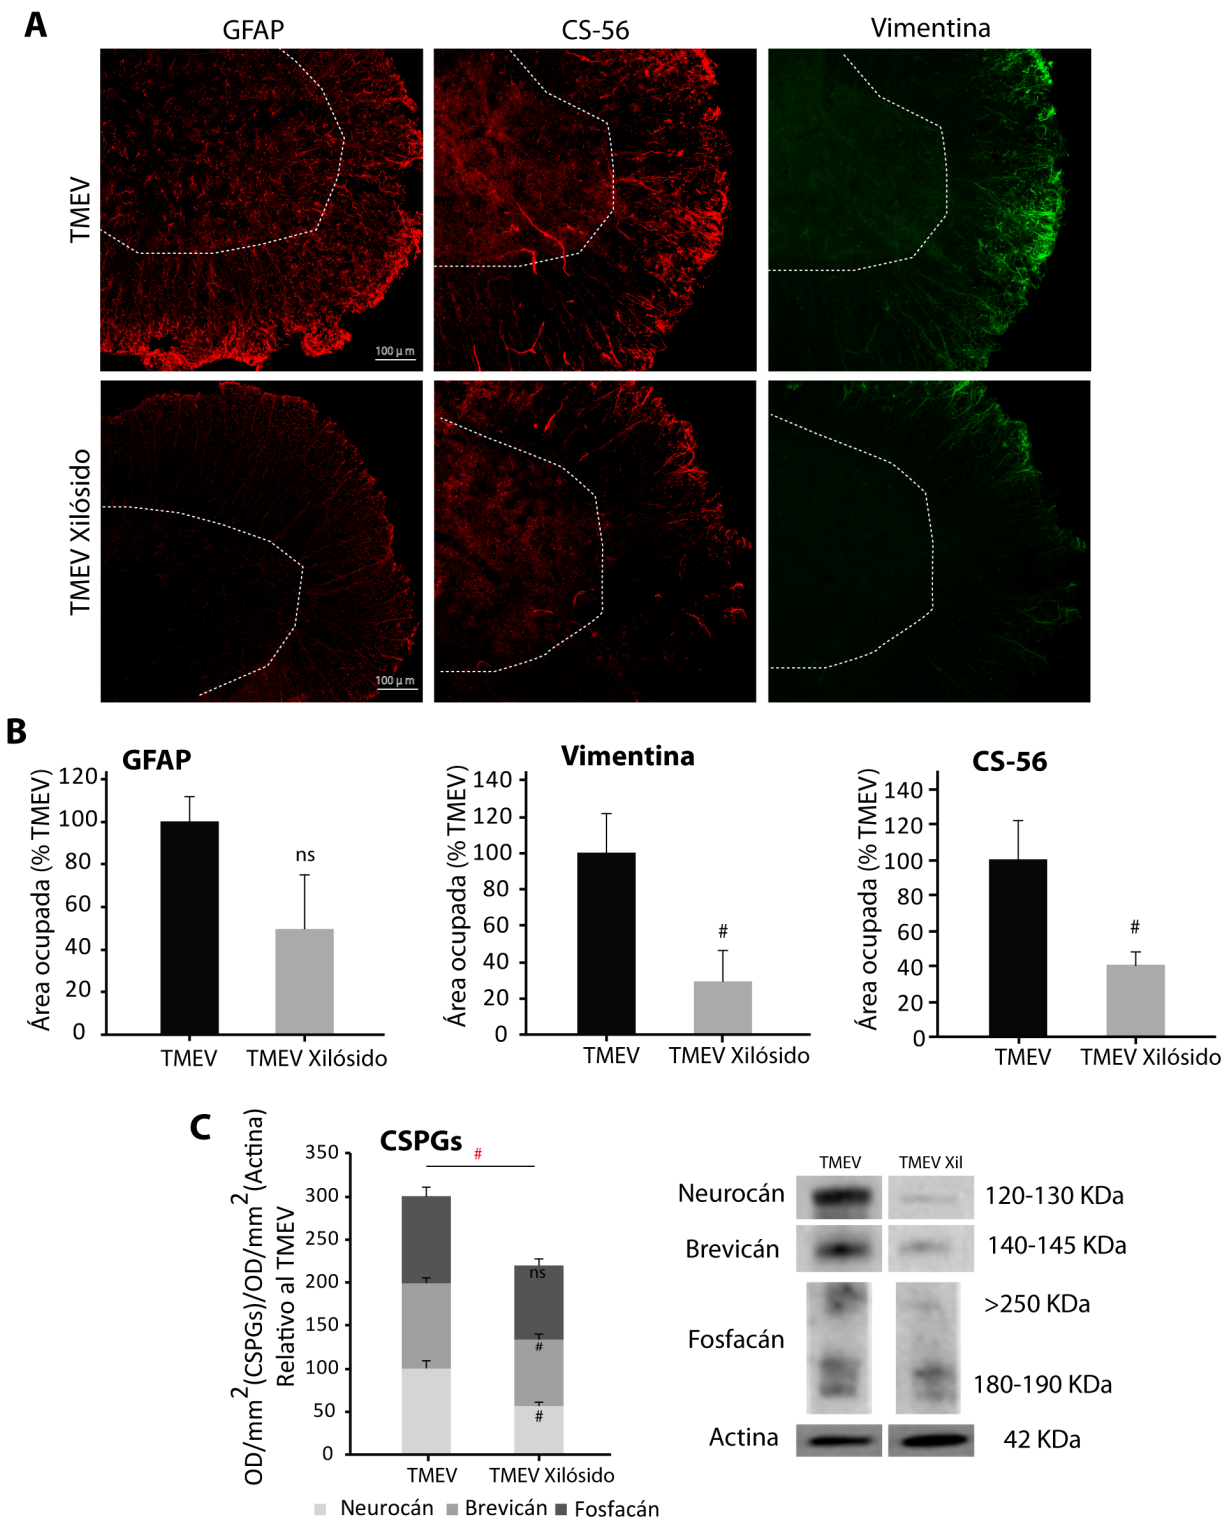 A
GFAP
CS-56
Vimentina
TMEV
100 µ m
TMEV Xilósido
100 µ m
B
GFAP
Área ocupada (% TMEV)
120
100
80
60
40
20
0
ns
TMEV
TMEV Xilósido
Vimentina
Área ocupada (% TMEV)
140
120
100
80
60
40
20
0
#
TMEV
TMEV Xilósido
CS-56
Área ocupada (% TMEV)
140
120
100
80
60
40
20
0
#
TMEV
TMEV Xilósido
C
CSPGs
OD/mm²(CSPGs)/OD/mm²(Actina)
Relativo al TMEV
350
300
250
200
150
100
50
0
#
ns
#
#
TMEV
TMEV Xilósido
Neurocán
Brevicán
Fosfacán
TMEV
TMEV Xil
Neurocán
120-130 KDa
Brevicán
140-145 KDa
Fosfacán
>250 KDa
180-190 KDa
Actina
42 KDa